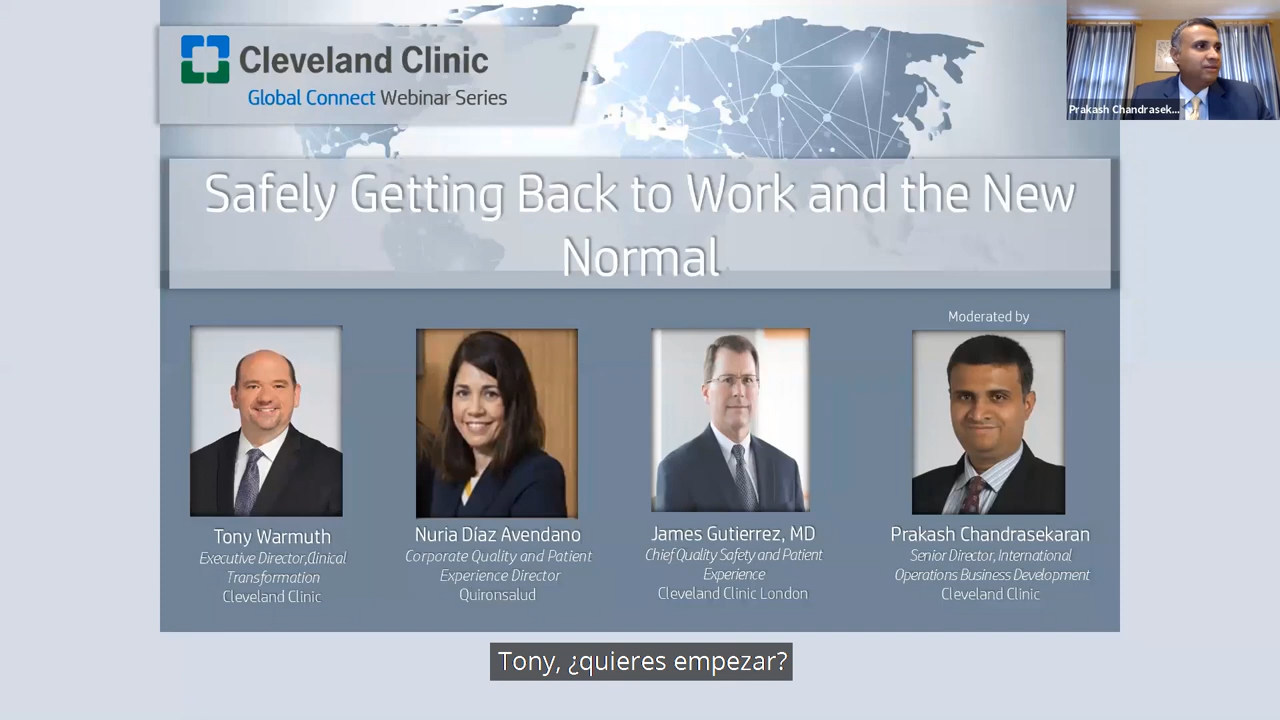 Cleveland Clinic
Global Connect Webinar Series
Prakash Chandrasek...
Safely Getting Back to Work and the New
Normal
Moderated by
Tony Warmuth
Executive Director,Clinical
Transformation
Cleveland Clinic
Nuria Díaz Avendano
Corporate Quality and Patient
Experience Director
Quironsalud
James Gutierrez, MD
Chief Quality Safety and Patient
Experience
Cleveland Clinic London
Prakash Chandrasekaran
Senior Director, International
Operations Business Development
Cleveland Clinic
Tony, ¿quieres empezar?